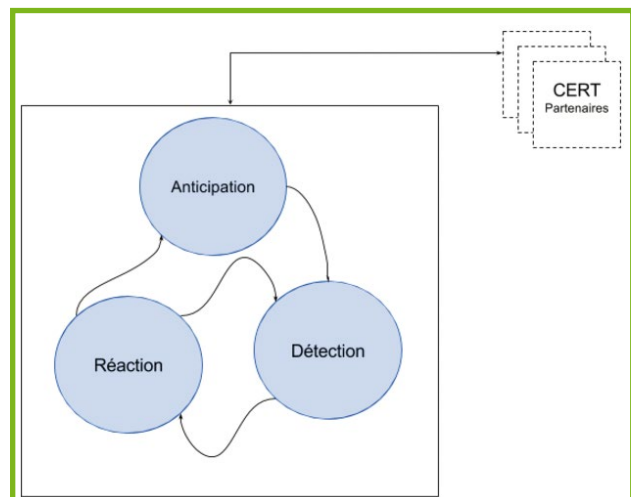 CERT
Partenaires
Anticipation
Détection
Réaction